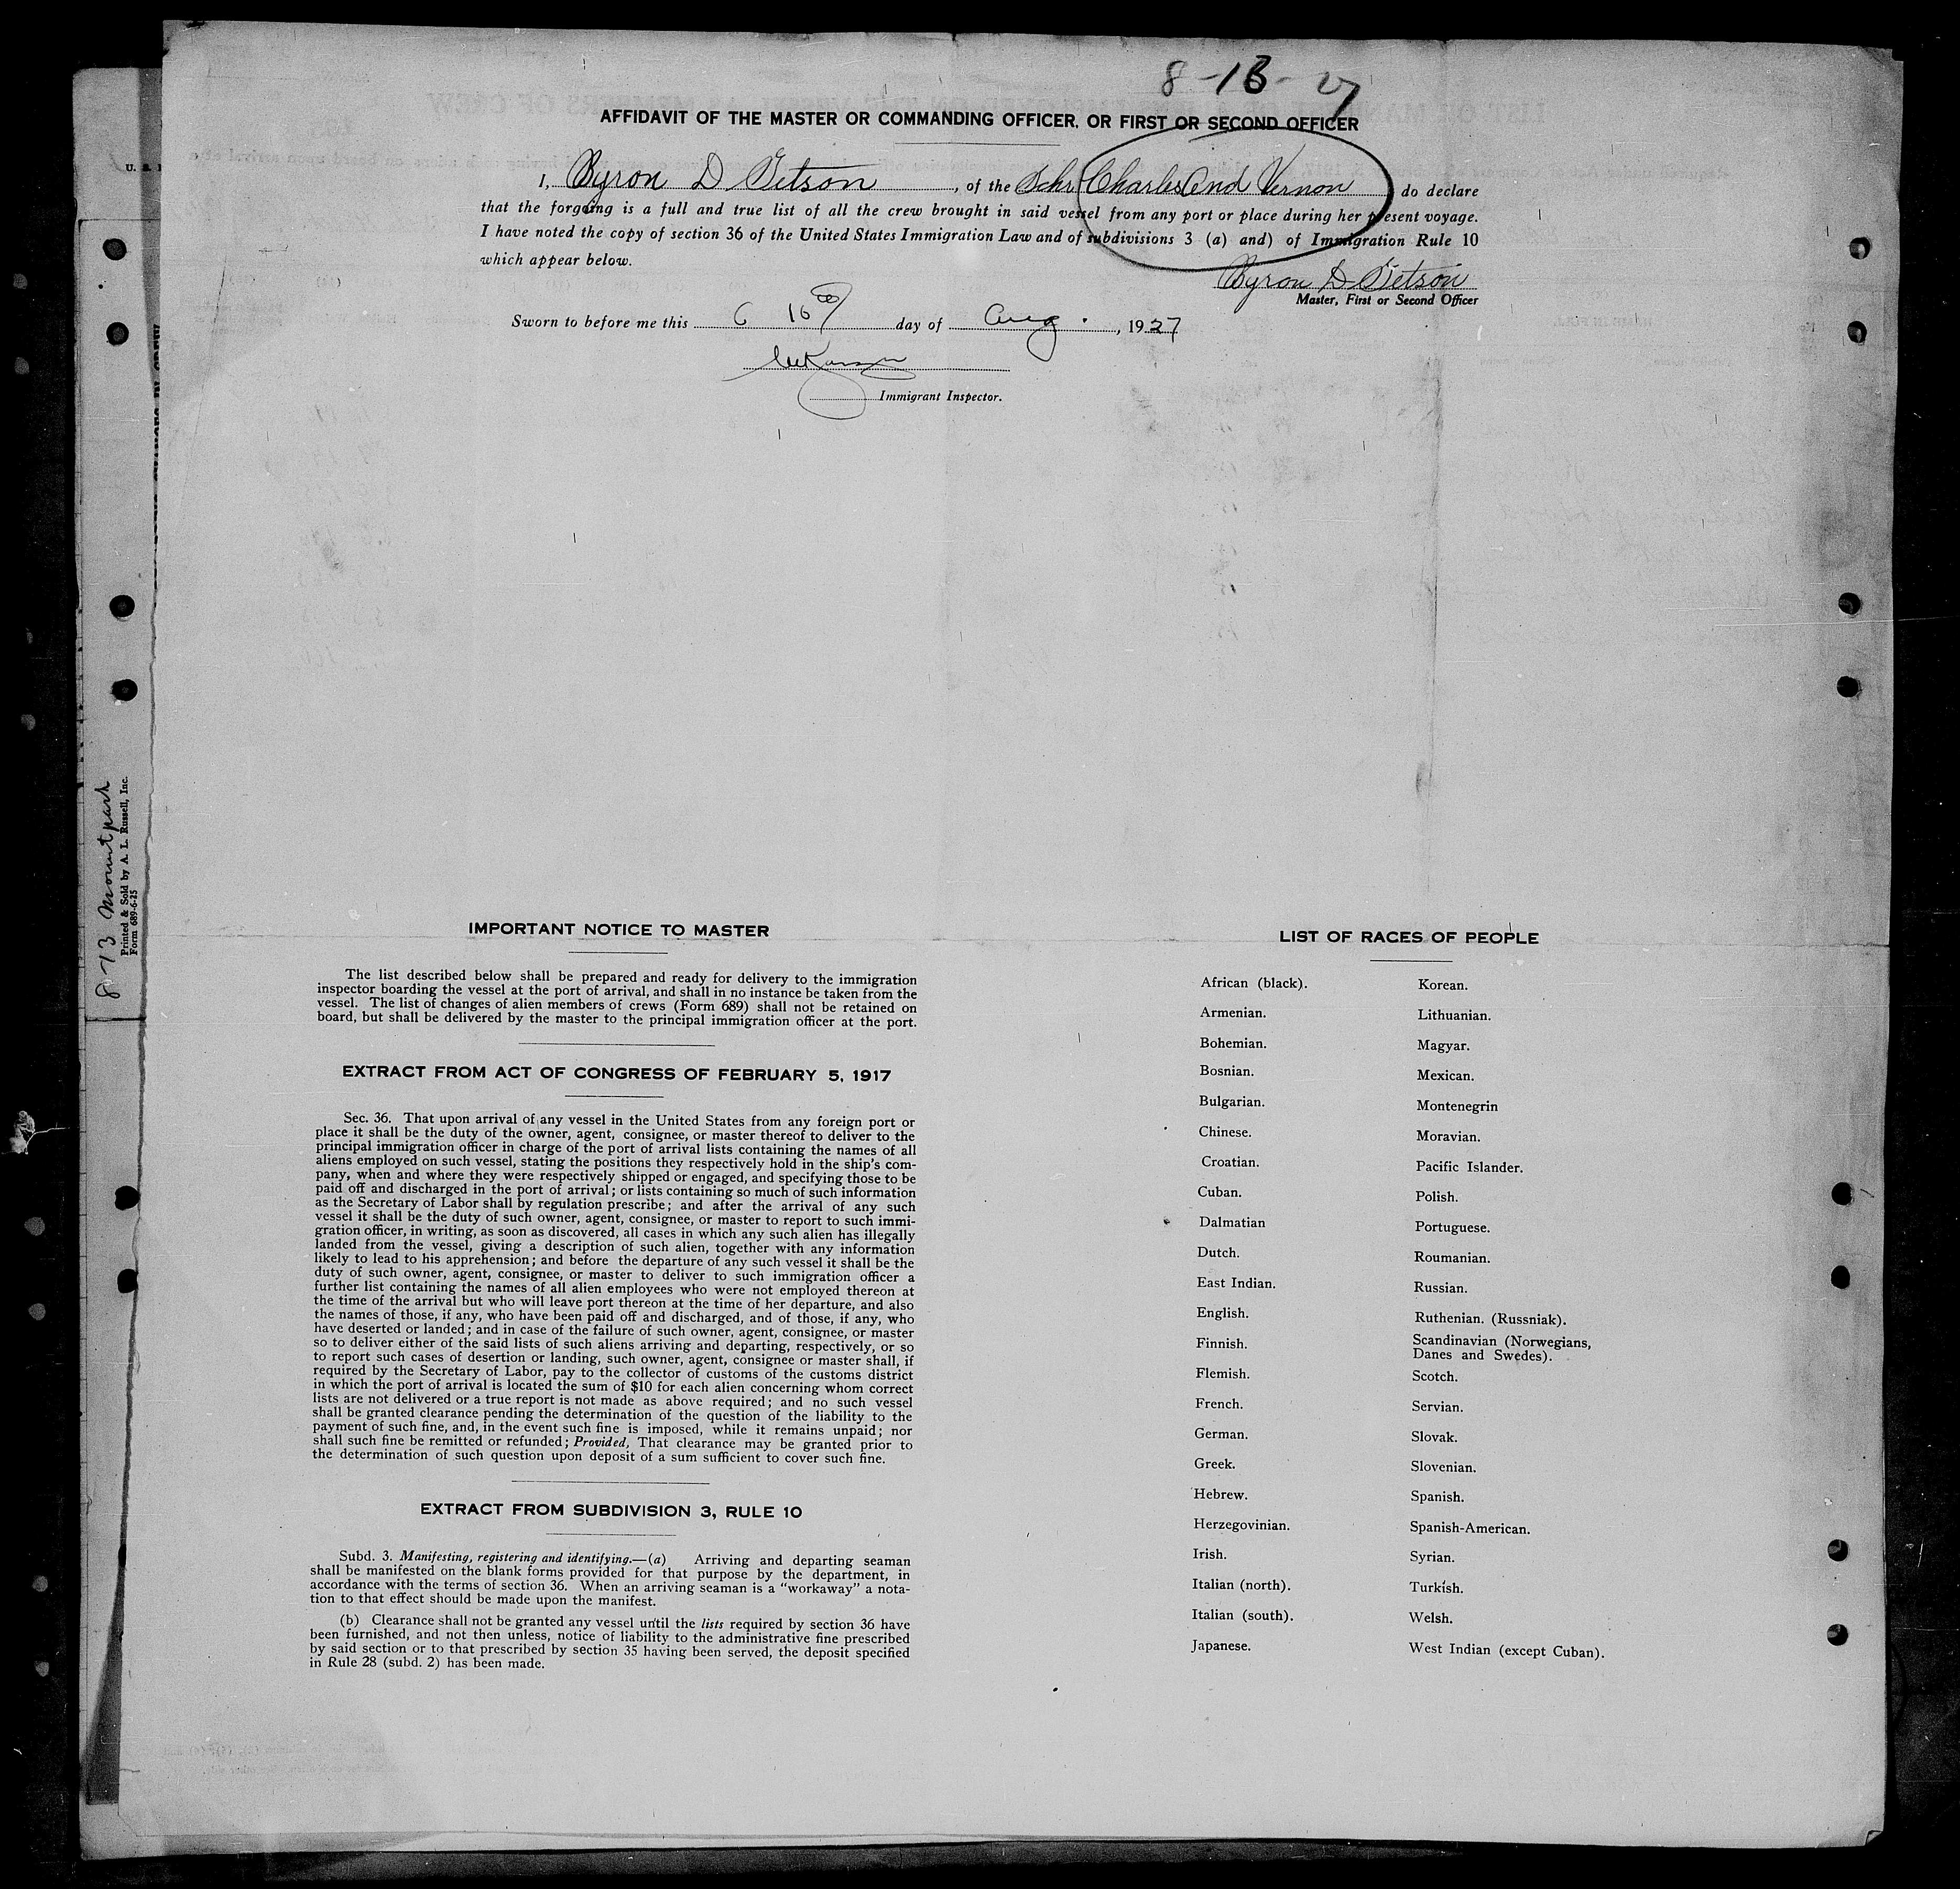 8-13-27
AFFIDAVIT OF THE MASTER OR COMMANDING OFFICER, OR FIRST OR SECOND OFFICER
I, Byron D Getson, of the Schr Charles And Vernon do declare
that the forgoing is a full and true list of all the crew brought in said vessel from any port or place during her present voyage.
I have noted the copy of section 36 of the United States Immigration Law and of subdivisions 3 (a) and) of Immigration Rule 10
which appear below.
Byron D Getson
Master, First or Second Officer
Sworn to before me this 16 day of Aug. , 1927
Immigrant Inspector.
U. S.
8-13 Mountpark
Printed & Sold by A. L. Russell, Inc.
Form 689-6-25
IMPORTANT NOTICE TO MASTER
The list described below shall be prepared and ready for delivery to the immigration
inspector boarding the vessel at the port of arrival, and shall in no instance be taken from the
vessel. The list of changes of alien members of crews (Form 689) shall not be retained on
board, but shall be delivered by the master to the principal immigration officer at the port.
EXTRACT FROM ACT OF CONGRESS OF FEBRUARY 5, 1917
Sec. 36. That upon arrival of any vessel in the United States from any foreign port or
place it shall be the duty of the owner, agent, consignee, or master thereof to deliver to the
principal immigration officer in charge of the port of arrival lists containing the names of all
aliens employed on such vessel, stating the positions they respectively hold in the ship's com-
pany, when and where they were respectively shipped or engaged, and specifying those to be
paid off and discharged in the port of arrival; or lists containing so much of such information
as the Secretary of Labor shall by regulation prescribe; and after the arrival of any such
vessel it shall be the duty of such owner, agent, consignee, or master to report to such immi-
gration officer, in writing, as soon as discovered, all cases in which any such alien has illegally
landed from the vessel, giving a description of such alien, together with any information
likely to lead to his apprehension; and before the departure of any such vessel it shall be the
duty of such owner, agent, consignee, or master to deliver to such immigration officer a
further list containing the names of all alien employees who were not employed thereon at
the time of the arrival but who will leave port thereon at the time of her departure, and also
the names of those, if any, who have been paid off and discharged, and of those, if any, who
have deserted or landed; and in case of the failure of such owner, agent, consignee, or master
so to deliver either of the said lists of such aliens arriving and departing, respectively, or so
to report such cases of desertion or landing, such owner, agent, consignee or master shall, if
required by the Secretary of Labor, pay to the collector of customs of the customs district
in which the port of arrival is located the sum of $10 for each alien concerning whom correct
lists are not delivered or a true report is not made as above required; and no such vessel
shall be granted clearance pending the determination of the question of the liability to the
payment of such fine, and, in the event such fine is imposed, while it remains unpaid; nor
shall such fine be remitted or refunded; Provided, That clearance may be granted prior to
the determination of such question upon deposit of a sum sufficient to cover such fine.
EXTRACT FROM SUBDIVISION 3, RULE 10
Subd. 3. Manifesting, registering and identifying.—(a) Arriving and departing seaman
shall be manifested on the blank forms provided for that purpose by the department, in
accordance with the terms of section 36. When an arriving seaman is a "workaway" a nota-
tion to that effect should be made upon the manifest.
(b) Clearance shall not be granted any vessel until the lists required by section 36 have
been furnished, and not then unless, notice of liability to the administrative fine prescribed
by said section or to that prescribed by section 35 having been served, the deposit specified
in Rule 28 (subd. 2) has been made.
LIST OF RACES OF PEOPLE
African (black).
Armenian.
Bohemian.
Bosnian.
Bulgarian.
Chinese.
Croatian.
Cuban.
Dalmatian
Dutch.
East Indian.
English.
Finnish.
Flemish.
French.
German.
Greek.
Hebrew.
Herzegovinian.
Irish.
Italian (north).
Italian (south).
Japanese.
Korean.
Lithuanian.
Magyar.
Mexican.
Montenegrin
Moravian.
Pacific Islander.
Polish.
Portuguese.
Roumanian.
Russian.
Ruthenian. (Russniak).
Scandinavian (Norwegians,
Danes and Swedes).
Scotch.
Servian.
Slovak.
Slovenian.
Spanish.
Spanish-American.
Syrian.
Turkish.
Welsh.
West Indian (except Cuban).